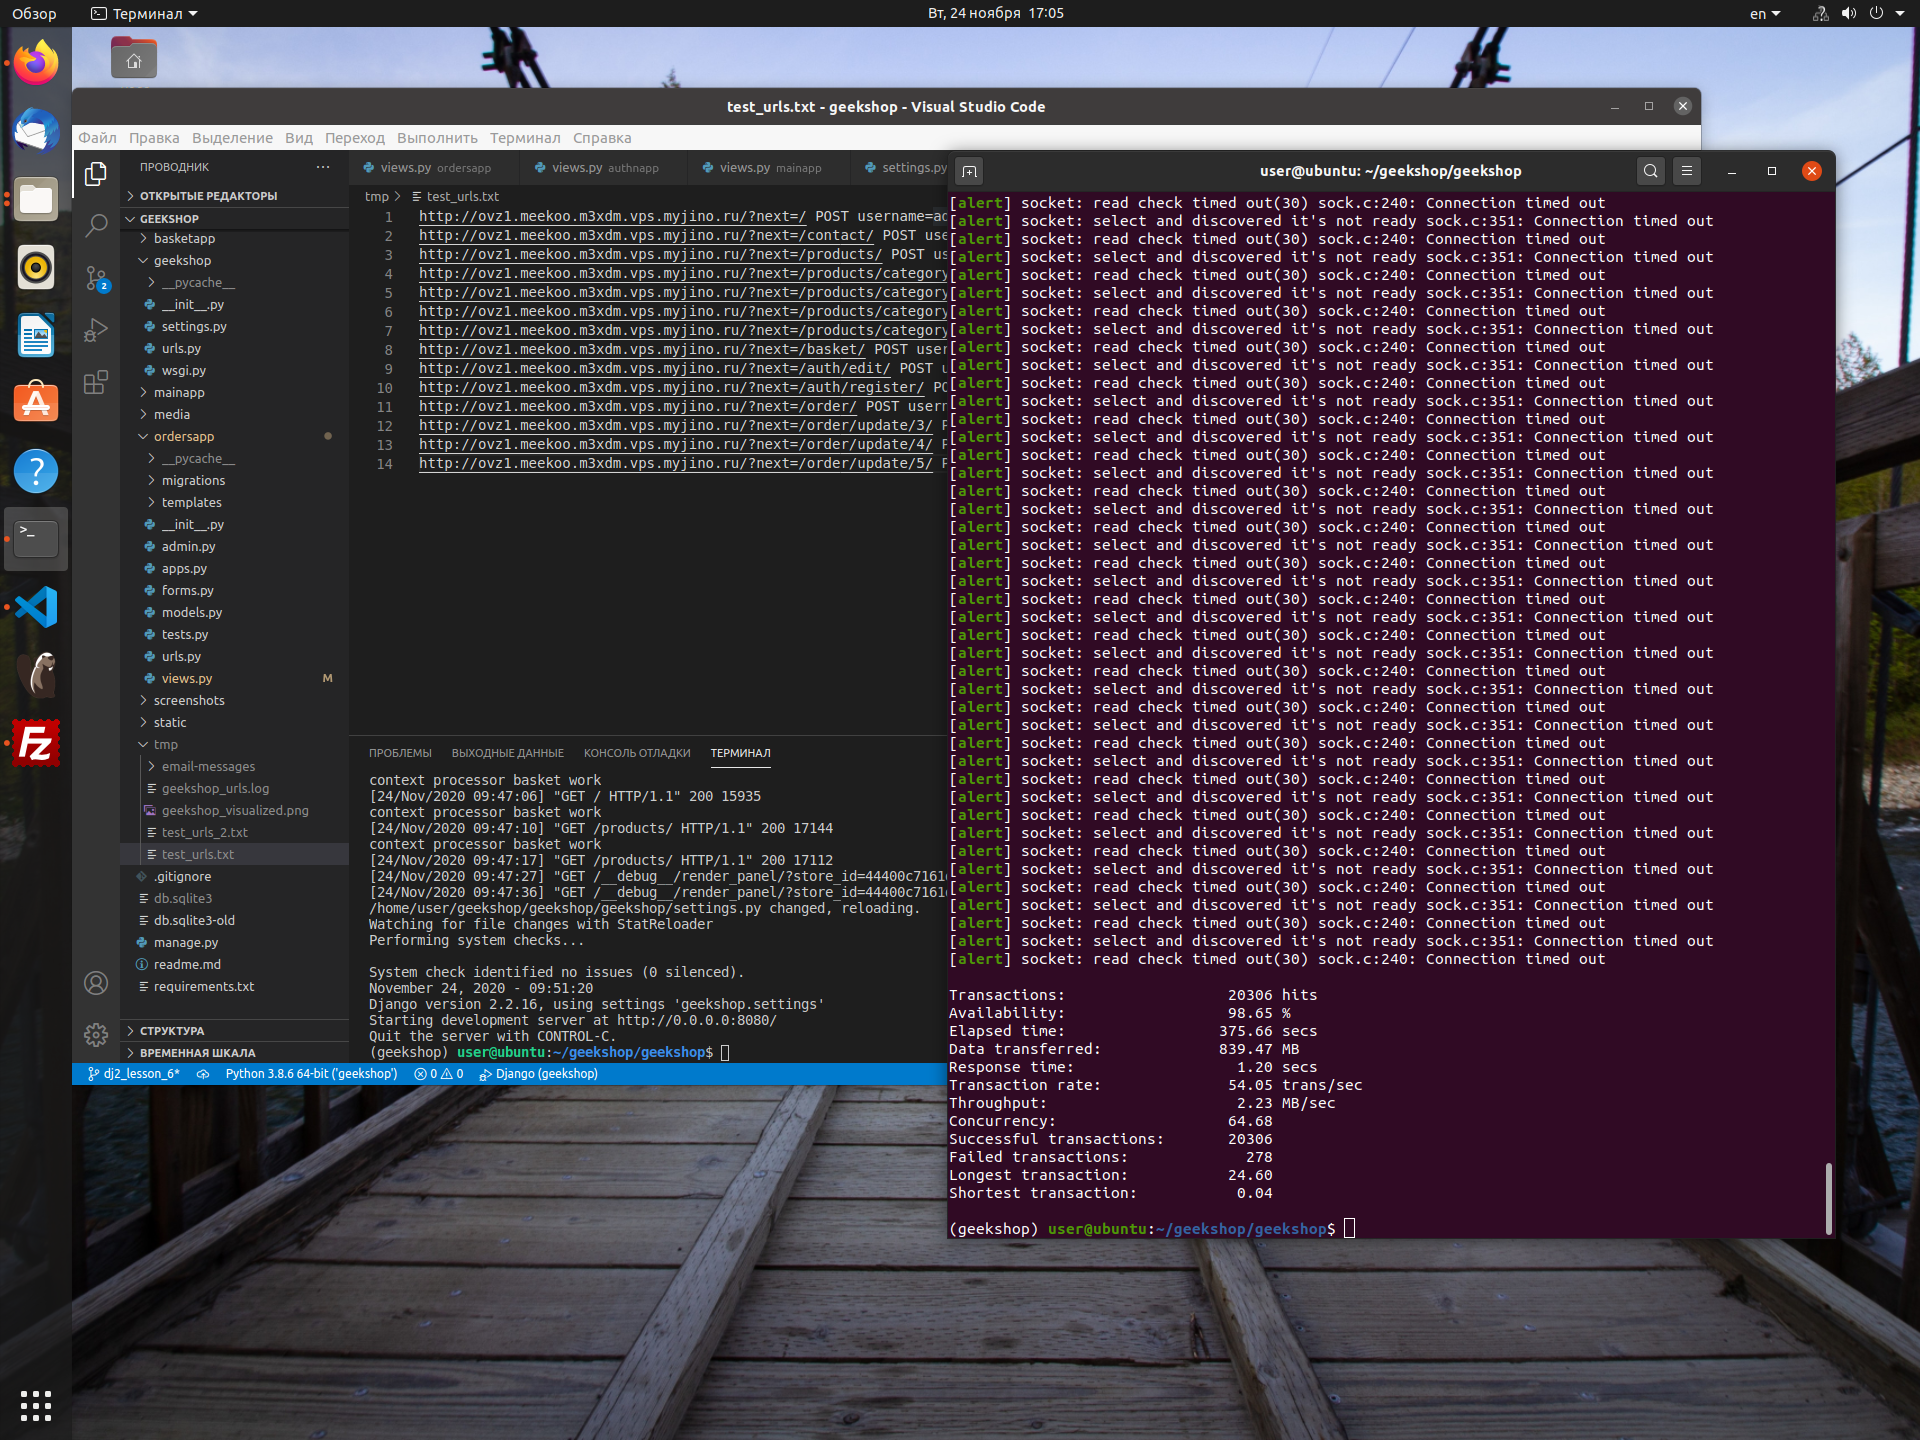 Обзор
Терминал
Вт, 24 ноября 17:05
en
test_urls.txt - geekshop - Visual Studio Code
Файл Правка Выделение Вид Переход Выполнить Терминал Справка
ПРОВОДНИК
ОТКРЫТЫЕ РЕДАКТОРЫ
GEEKSHOP
basketapp
geekshop
__pycache__
__init__.py
settings.py
urls.py
wsgi.py
mainapp
media
ordersapp
__pycache__
migrations
templates
__init__.py
admin.py
apps.py
forms.py
models.py
tests.py
urls.py
views.py M
screenshots
static
tmp
email-messages
geekshop_urls.log
geekshop_visualized.png
test_urls_2.txt
test_urls.txt
.gitignore
db.sqlite3
db.sqlite3-old
manage.py
readme.md
requirements.txt
СТРУКТУРА
ВРЕМЕННАЯ ШКАЛА
2
views.py ordersapp
views.py authnapp
views.py mainapp
settings.py
tmp > test_urls.txt
1 http://ovz1.meekoo.m3xdm.vps.myjino.ru/?next=/ POST username=ad
2 http://ovz1.meekoo.m3xdm.vps.myjino.ru/?next=/contact/ POST use
3 http://ovz1.meekoo.m3xdm.vps.myjino.ru/?next=/products/ POST us
4 http://ovz1.meekoo.m3xdm.vps.myjino.ru/?next=/products/category
5 http://ovz1.meekoo.m3xdm.vps.myjino.ru/?next=/products/category
6 http://ovz1.meekoo.m3xdm.vps.myjino.ru/?next=/products/category
7 http://ovz1.meekoo.m3xdm.vps.myjino.ru/?next=/products/category
8 http://ovz1.meekoo.m3xdm.vps.myjino.ru/?next=/basket/ POST user
9 http://ovz1.meekoo.m3xdm.vps.myjino.ru/?next=/auth/edit/ POST u
10 http://ovz1.meekoo.m3xdm.vps.myjino.ru/?next=/auth/register/ PO
11 http://ovz1.meekoo.m3xdm.vps.myjino.ru/?next=/order/ POST usern
12 http://ovz1.meekoo.m3xdm.vps.myjino.ru/?next=/order/update/3/ P
13 http://ovz1.meekoo.m3xdm.vps.myjino.ru/?next=/order/update/4/ P
14 http://ovz1.meekoo.m3xdm.vps.myjino.ru/?next=/order/update/5/ P
ПРОБЛЕМЫ ВЫХОДНЫЕ ДАННЫЕ КОНСОЛЬ ОТЛАДКИ ТЕРМИНАЛ
context processor basket work
[24/Nov/2020 09:47:06] "GET / HTTP/1.1" 200 15935
context processor basket work
[24/Nov/2020 09:47:10] "GET /products/ HTTP/1.1" 200 17144
context processor basket work
[24/Nov/2020 09:47:17] "GET /products/ HTTP/1.1" 200 17112
[24/Nov/2020 09:47:27] "GET /__debug__/render_panel/?store_id=44400c7161
[24/Nov/2020 09:47:36] "GET /__debug__/render_panel/?store_id=44400c7161
/home/user/geekshop/geekshop/geekshop/settings.py changed, reloading.
Watching for file changes with StatReloader
Performing system checks...
System check identified no issues (0 silenced).
November 24, 2020 - 09:51:20
Django version 2.2.16, using settings 'geekshop.settings'
Starting development server at http://0.0.0.0:8080/
Quit the server with CONTROL-C.
(geekshop) user@ubuntu:~/geekshop/geekshop$
dj2_lesson_6* Python 3.8.6 64-bit ('geekshop') 0 0 Django (geekshop)
user@ubuntu: ~/geekshop/geekshop
[alert] socket: read check timed out(30) sock.c:240: Connection timed out
[alert] socket: select and discovered it's not ready sock.c:351: Connection timed out
[alert] socket: read check timed out(30) sock.c:240: Connection timed out
[alert] socket: select and discovered it's not ready sock.c:351: Connection timed out
[alert] socket: read check timed out(30) sock.c:240: Connection timed out
[alert] socket: select and discovered it's not ready sock.c:351: Connection timed out
[alert] socket: read check timed out(30) sock.c:240: Connection timed out
[alert] socket: select and discovered it's not ready sock.c:351: Connection timed out
[alert] socket: read check timed out(30) sock.c:240: Connection timed out
[alert] socket: select and discovered it's not ready sock.c:351: Connection timed out
[alert] socket: read check timed out(30) sock.c:240: Connection timed out
[alert] socket: select and discovered it's not ready sock.c:351: Connection timed out
[alert] socket: read check timed out(30) sock.c:240: Connection timed out
[alert] socket: select and discovered it's not ready sock.c:351: Connection timed out
[alert] socket: read check timed out(30) sock.c:240: Connection timed out
[alert] socket: select and discovered it's not ready sock.c:351: Connection timed out
[alert] socket: read check timed out(30) sock.c:240: Connection timed out
[alert] socket: select and discovered it's not ready sock.c:351: Connection timed out
[alert] socket: read check timed out(30) sock.c:240: Connection timed out
[alert] socket: select and discovered it's not ready sock.c:351: Connection timed out
[alert] socket: read check timed out(30) sock.c:240: Connection timed out
[alert] socket: select and discovered it's not ready sock.c:351: Connection timed out
[alert] socket: read check timed out(30) sock.c:240: Connection timed out
[alert] socket: select and discovered it's not ready sock.c:351: Connection timed out
[alert] socket: read check timed out(30) sock.c:240: Connection timed out
[alert] socket: select and discovered it's not ready sock.c:351: Connection timed out
[alert] socket: read check timed out(30) sock.c:240: Connection timed out
[alert] socket: select and discovered it's not ready sock.c:351: Connection timed out
[alert] socket: read check timed out(30) sock.c:240: Connection timed out
[alert] socket: select and discovered it's not ready sock.c:351: Connection timed out
[alert] socket: read check timed out(30) sock.c:240: Connection timed out
[alert] socket: select and discovered it's not ready sock.c:351: Connection timed out
[alert] socket: read check timed out(30) sock.c:240: Connection timed out
[alert] socket: select and discovered it's not ready sock.c:351: Connection timed out
[alert] socket: read check timed out(30) sock.c:240: Connection timed out
[alert] socket: select and discovered it's not ready sock.c:351: Connection timed out
[alert] socket: read check timed out(30) sock.c:240: Connection timed out
[alert] socket: select and discovered it's not ready sock.c:351: Connection timed out
[alert] socket: read check timed out(30) sock.c:240: Connection timed out
[alert] socket: select and discovered it's not ready sock.c:351: Connection timed out
[alert] socket: read check timed out(30) sock.c:240: Connection timed out
[alert] socket: select and discovered it's not ready sock.c:351: Connection timed out
[alert] socket: read check timed out(30) sock.c:240: Connection timed out
Transactions: 20306 hits
Availability: 98.65 %
Elapsed time: 375.66 secs
Data transferred: 839.47 MB
Response time: 1.20 secs
Transaction rate: 54.05 trans/sec
Throughput: 2.23 MB/sec
Concurrency: 64.68
Successful transactions: 20306
Failed transactions: 278
Longest transaction: 24.60
Shortest transaction: 0.04
(geekshop) user@ubuntu:~/geekshop/geekshop$